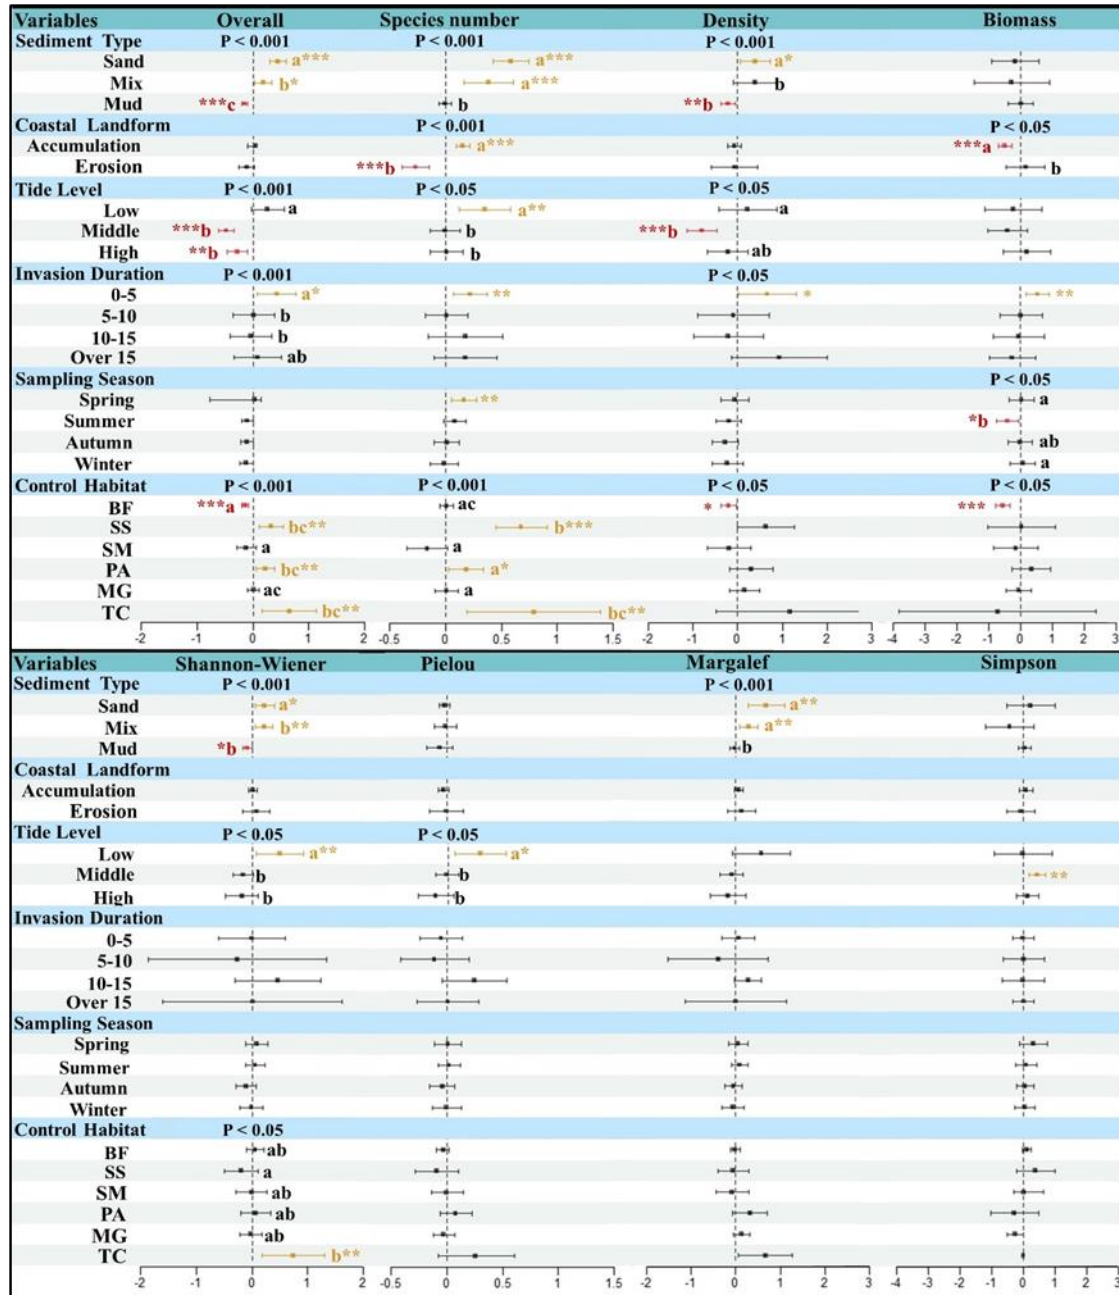 Variables Overall Species number Density Biomass
Sediment Type P < 0.001 P < 0.001 P < 0.001
Sand a*** a*** a*
Mix b* a*** b
Mud ***c b **b
Coastal Landform P < 0.001 P < 0.05
Accumulation a*** ***a
Erosion ***b b
Tide Level P < 0.001 P < 0.05 P < 0.05
Low a a** a
Middle ***b b ***b
High **b b ab
Invasion Duration P < 0.001 P < 0.05
0-5 a* ** * **
5-10 b
10-15 b
Over 15 ab
Sampling Season P < 0.05
Spring ** a
Summer *b
Autumn ab
Winter a
Control Habitat P < 0.001 P < 0.001 P < 0.05 P < 0.05
BF ***a ac * ***
SS bc** b***
SM a a
PA bc** a*
MG ac a
TC bc** bc**
-2 -1 0 1 2 -0.5 0 0.5 1 1.5 -2 -1 0 1 2 3 -4 -3 -2 -1 0 1 2 3
Variables Shannon-Wiener Pielou Margalef Simpson
Sediment Type P < 0.001 P < 0.001
Sand a* a**
Mix b** a**
Mud *b b
Coastal Landform
Accumulation
Erosion
Tide Level P < 0.05 P < 0.05
Low a** a*
Middle b b **
High b b
Invasion Duration
0-5
5-10
10-15
Over 15
Sampling Season
Spring
Summer
Autumn
Winter
Control Habitat P < 0.05
BF ab
SS a
SM ab
PA ab
MG ab
TC b**
-2 -1 0 1 2 -0.5 0 0.5 1 1.5 -2 -1 0 1 2 3 -4 -3 -2 -1 0 1 2 3